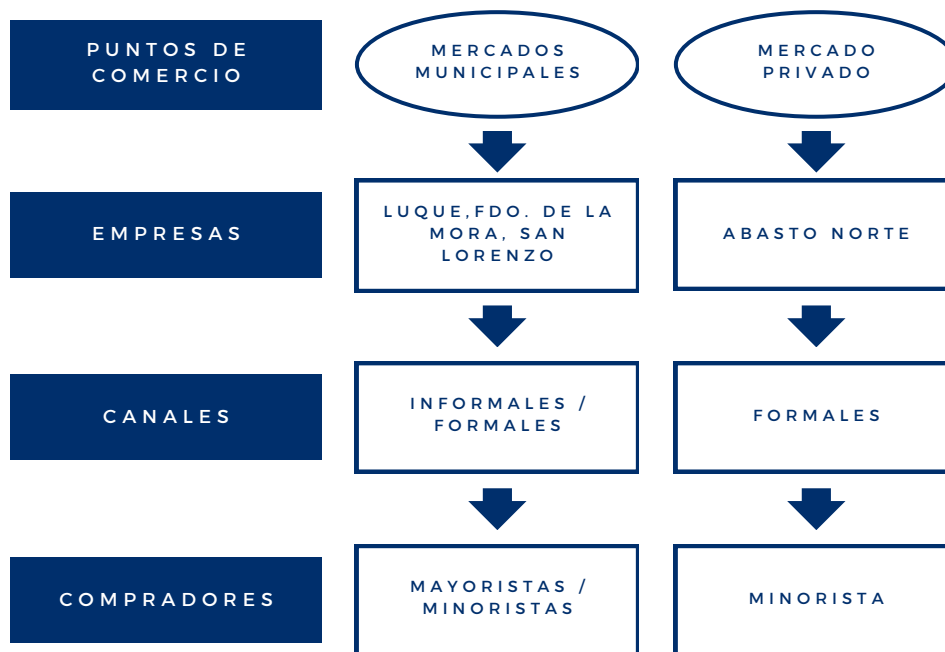 PUNTOS DE
COMERCIO
MERCADOS
MUNICIPALES
MERCADO
PRIVADO
EMPRESAS
LUQUE,FDO. DE LA
MORA, SAN
LORENZO
ABASTO NORTE
CANALES
INFORMALES /
FORMALES
FORMALES
COMPRADORES
MAYORISTAS /
MINORISTAS
MINORISTA